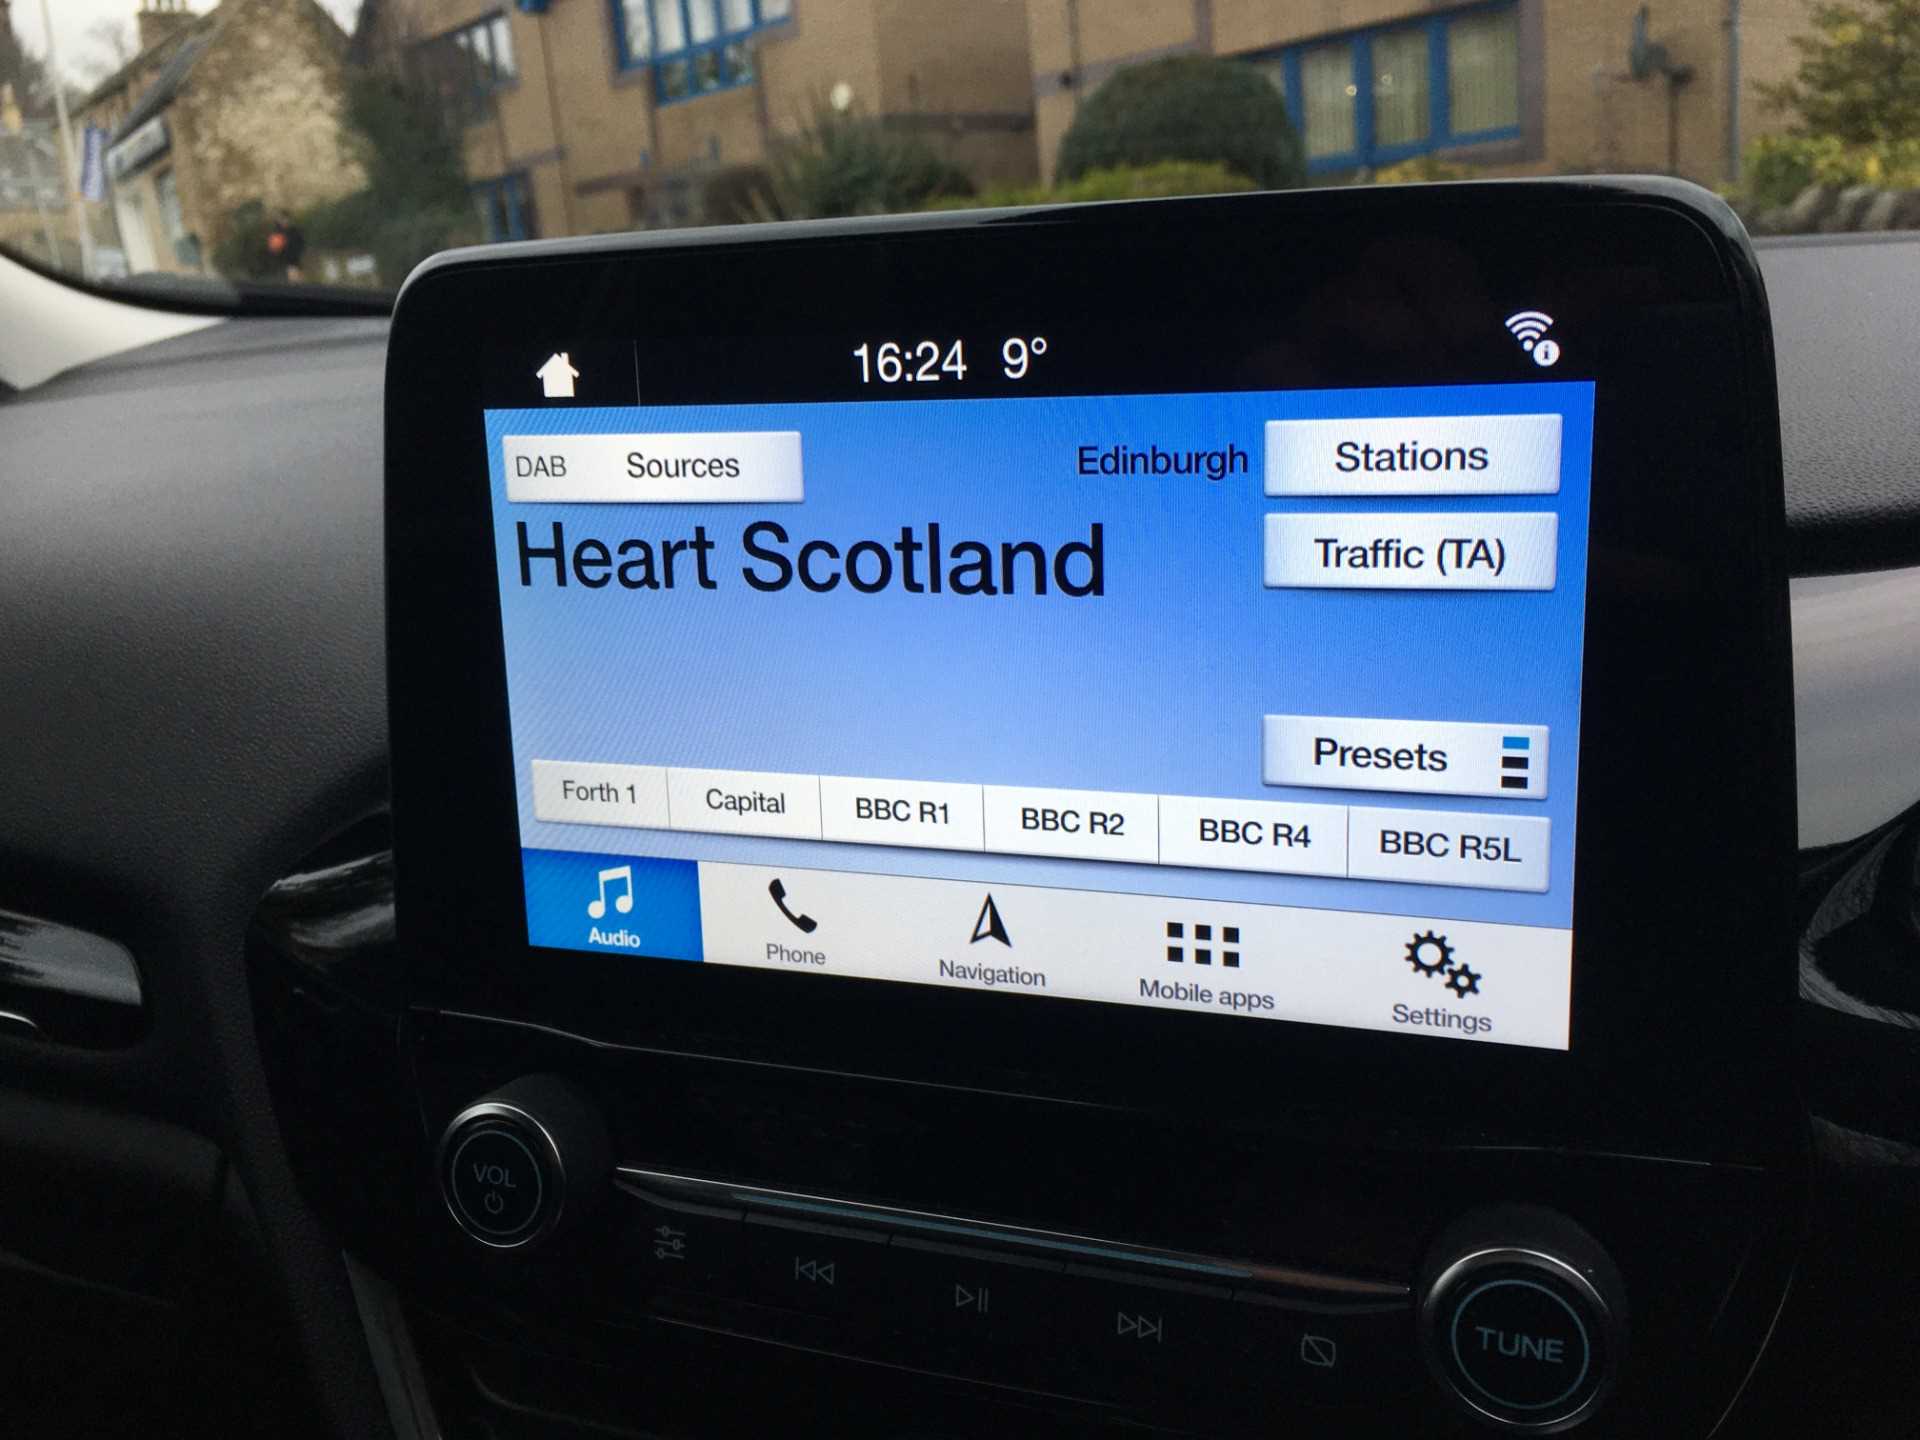 16:24 9°
DAB Sources
Edinburgh
Stations
Heart Scotland
Traffic (TA)
Presets
Forth 1
Capital
BBC R1
BBC R2
BBC R4
BBC R5L
Audio
Phone
Navigation
Mobile apps
Settings
VOL
TUNE